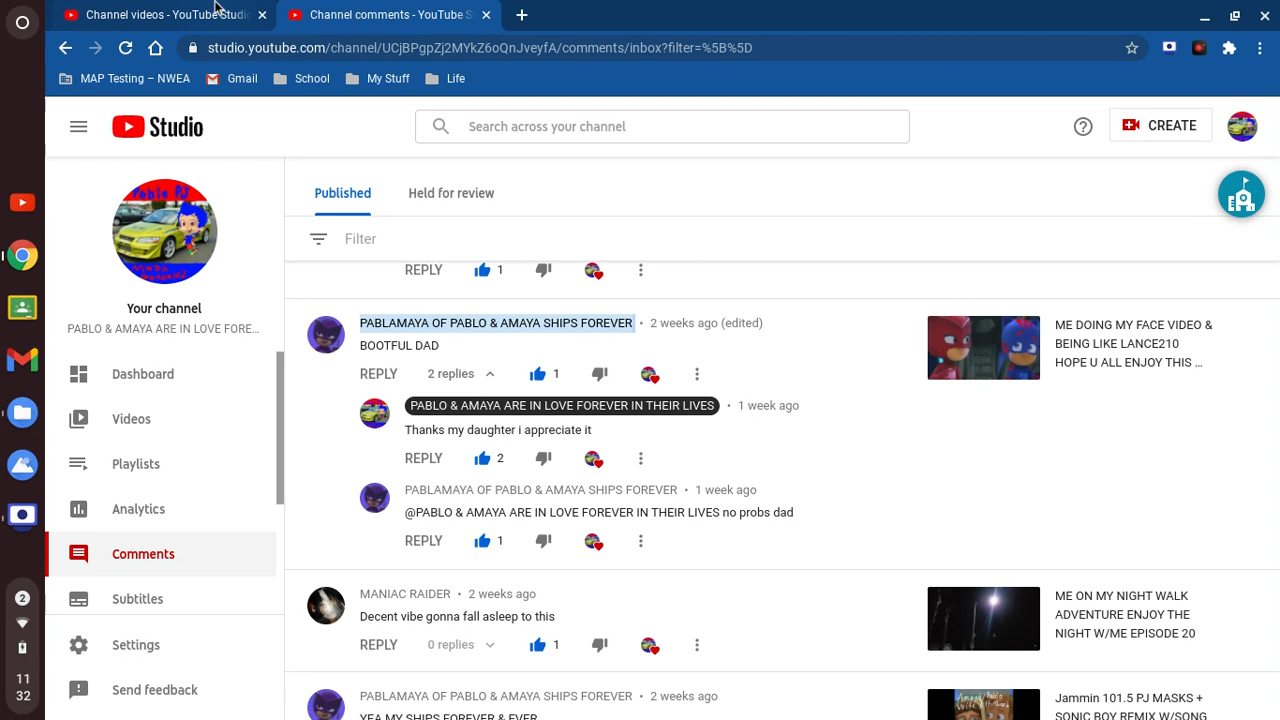 Channel videos - YouTube Studio
Channel comments - YouTube S
studio.youtube.com/channel/UCjBPgpZj2MYkZ6oQnJveyfA/comments/inbox?filter=%5B%5D
MAP Testing – NWEA
Gmail
School
My Stuff
Life
Studio
Search across your channel
CREATE
Pablo PJ
Your channel
PABLO & AMAYA ARE IN LOVE FORE...
Dashboard
Videos
Playlists
Analytics
Comments
Subtitles
Settings
Send feedback
2
11
32
Published
Held for review
Filter
REPLY 1
PABLAMAYA OF PABLO & AMAYA SHIPS FOREVER • 2 weeks ago (edited)
BOOTFUL DAD
REPLY 2 replies 1
ME DOING MY FACE VIDEO &
BEING LIKE LANCE210
HOPE U ALL ENJOY THIS ...
PABLO & AMAYA ARE IN LOVE FOREVER IN THEIR LIVES • 1 week ago
Thanks my daughter i appreciate it
REPLY 2
PABLAMAYA OF PABLO & AMAYA SHIPS FOREVER • 1 week ago
@PABLO & AMAYA ARE IN LOVE FOREVER IN THEIR LIVES no probs dad
REPLY 1
MANIAC RAIDER • 2 weeks ago
Decent vibe gonna fall asleep to this
REPLY 0 replies 1
ME ON MY NIGHT WALK
ADVENTURE ENJOY THE
NIGHT W/ME EPISODE 20
PABLAMAYA OF PABLO & AMAYA SHIPS FOREVER • 2 weeks ago
YEA MY SHIPS FOREVER & EVER
Jammin 101.5 PJ MASKS +
SONIC BOY REMIX W/SONG